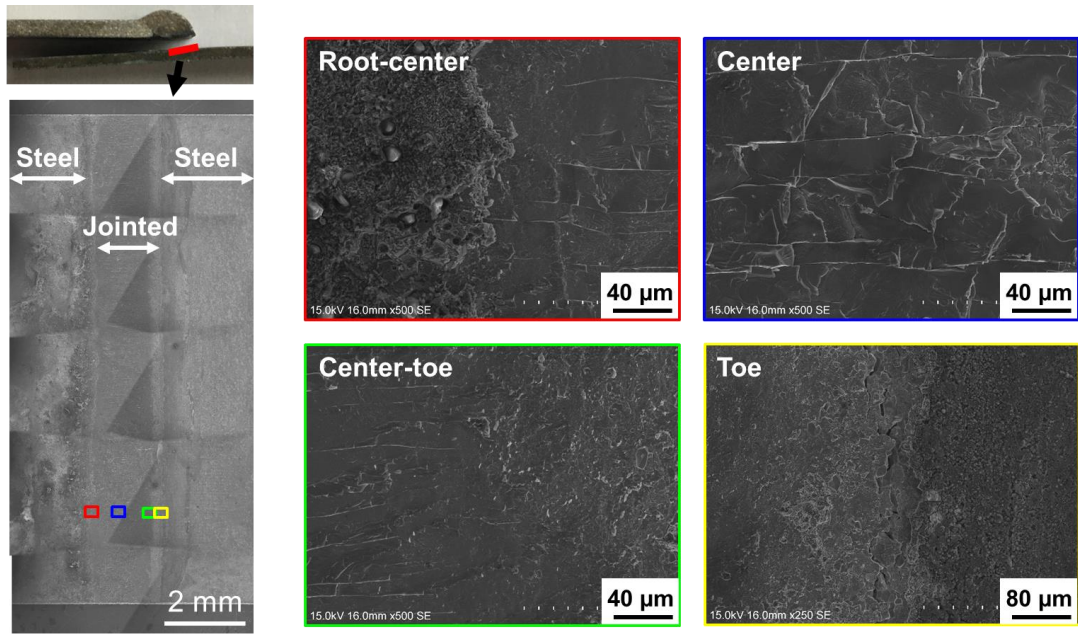 Steel
Steel
Jointed
2 mm
Root-center
40 µm
15.0kV 16.0mm x500 SE
Center
40 µm
15.0kV 16.0mm x500 SE
Center-toe
40 µm
15.0kV 16.0mm x500 SE
Toe
80 µm
15.0kV 16.0mm x250 SE